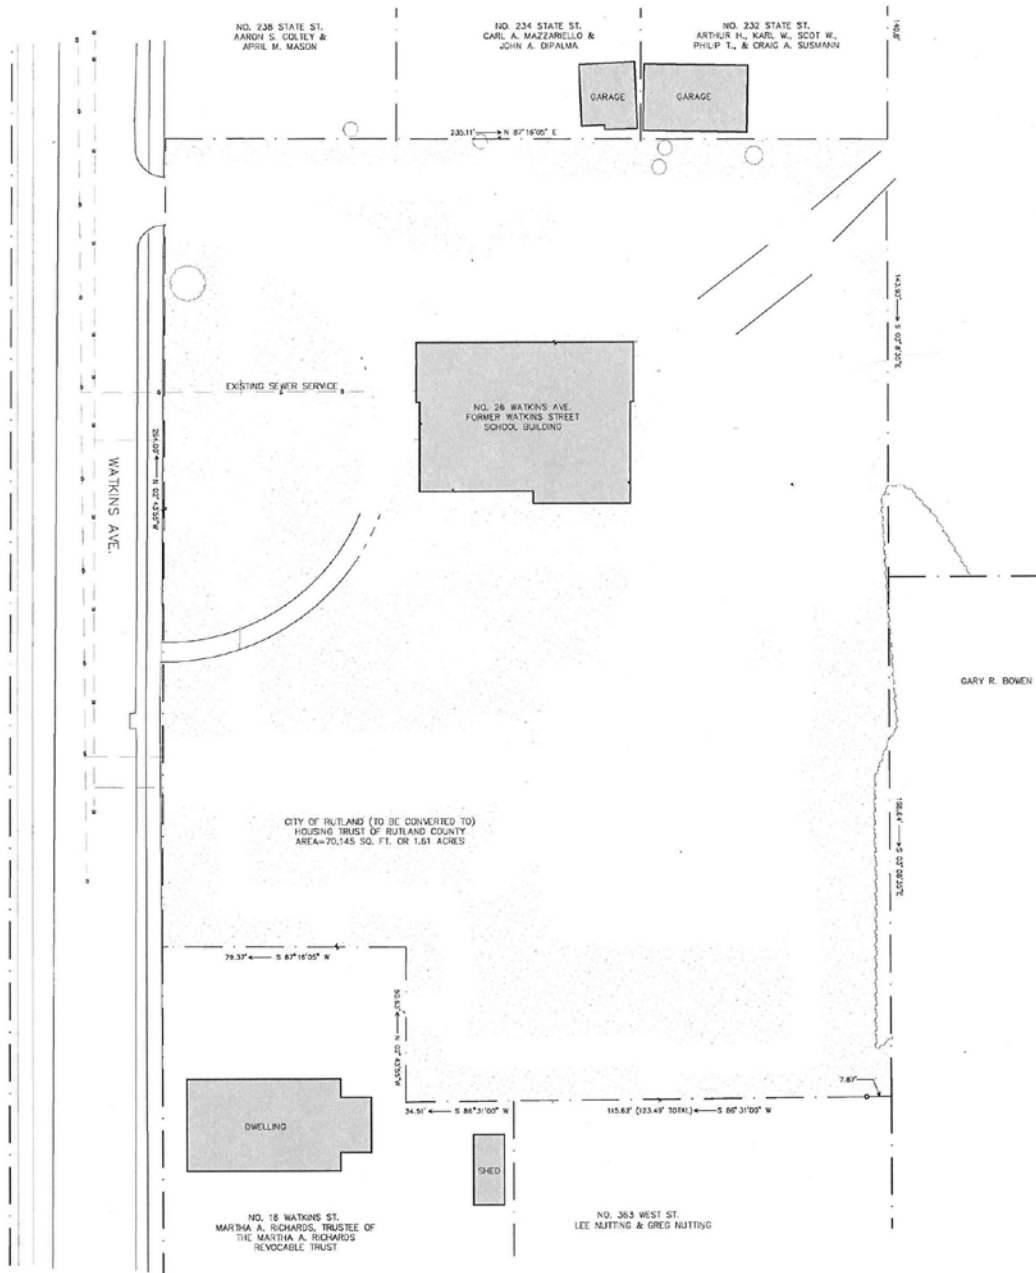 NO. 238 STATE ST.
AARON S. COLTEY &
APRIL M. MASON
NO. 234 STATE ST.
CARL A. MAZZARIELLO &
JOHN A. DIPALMA
NO. 232 STATE ST.
ARTHUR H., KARL W., SCOT W.,
PHILIP T., & CRAIG A. SUSMANN
GARAGE
GARAGE
235.11' N 87°16'05" E
EXISTING SEWER SERVICE
NO. 26 WATKINS AVE.
FORMER WATKINS STREET
SCHOOL BUILDING
WATKINS AVE.
GARY R. BOWEN
CITY OF RUTLAND (TO BE CONVERTED TO)
HOUSING TRUST OF RUTLAND COUNTY
AREA=70,145 SQ. FT. OR 1.61 ACRES
79.37' S 87°16'05" W
7.87'
34.51' S 86°31'00" W
115.62' (123.49' TOTAL) S 86°31'00" W
DWELLING
SHED
NO. 16 WATKINS ST.
MARTHA A. RICHARDS, TRUSTEE OF
THE MARTHA A. RICHARDS
REVOCABLE TRUST
NO. 363 WEST ST.
LEE NUTTING & GREG NUTTING